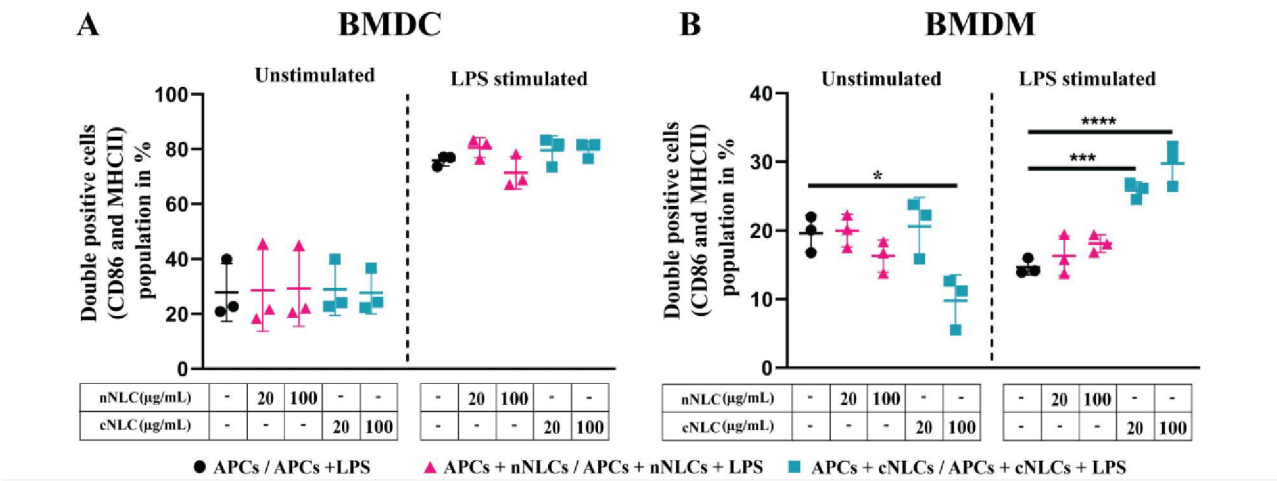 A BMDC
Unstimulated LPS stimulated
Double positive cells
(CD86 and MHCII)
population in %
100
80
60
40
20
0
nNLC(µg/mL) - 20 100 - - - 20 100 - -
cNLC(µg/mL) - - - 20 100 - - - 20 100
B BMDM
Unstimulated LPS stimulated
Double positive cells
(CD86 and MHCII)
population in %
40
30
20
10
0
*
****
***
nNLC(µg/mL) - 20 100 - - - 20 100 - -
cNLC(µg/mL) - - - 20 100 - - - 20 100
APCs / APCs +LPS APCs + nNLCs / APCs + nNLCs + LPS APCs + cNLCs / APCs + cNLCs + LPS